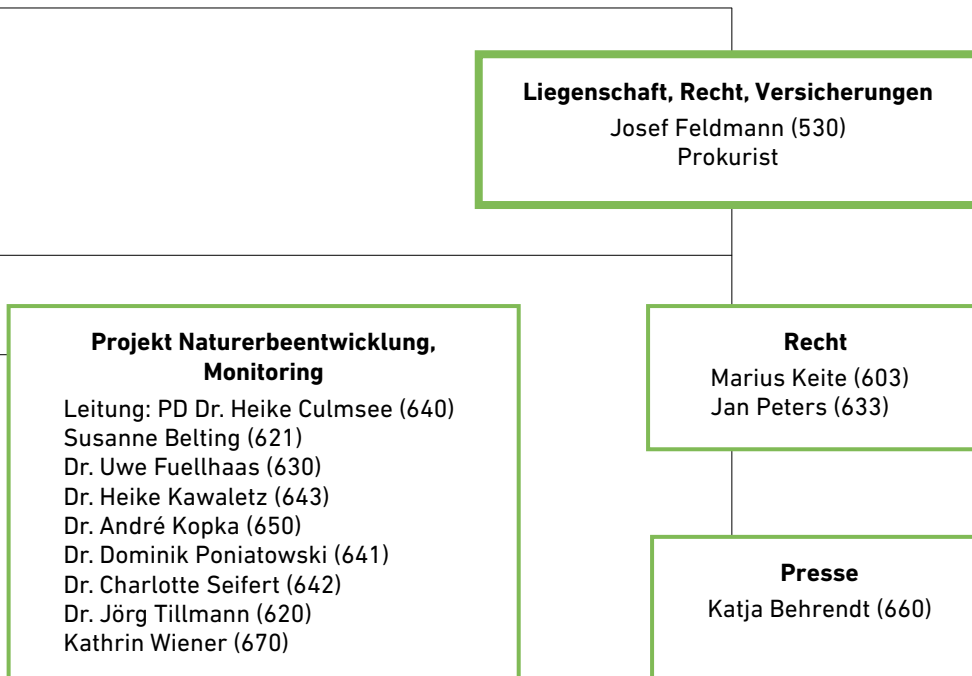 Liegenschaft, Recht, Versicherungen
Josef Feldmann (530)
Prokurist
Projekt Naturerbeentwicklung,
Monitoring
Leitung: PD Dr. Heike Culmsee (640)
Susanne Belting (621)
Dr. Uwe Fuellhaas (630)
Dr. Heike Kawaletz (643)
Dr. André Kopka (650)
Dr. Dominik Poniatowski (641)
Dr. Charlotte Seifert (642)
Dr. Jörg Tillmann (620)
Kathrin Wiener (670)
Recht
Marius Keite (603)
Jan Peters (633)
Presse
Katja Behrendt (660)